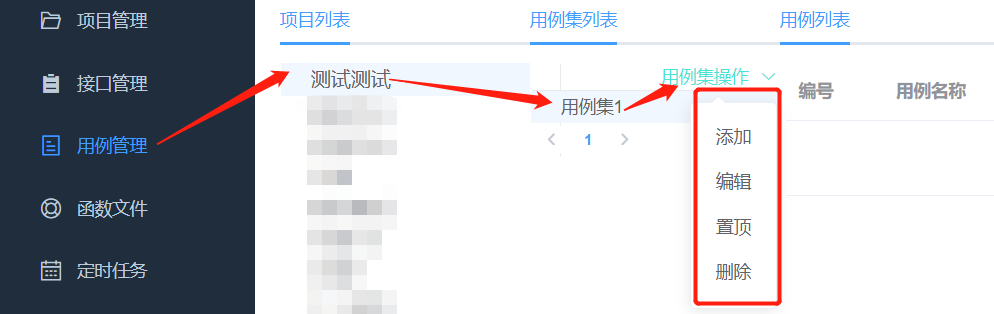 项目管理
接口管理
用例管理
函数文件
定时任务
项目列表
测试测试
用例集列表
用例集操作
用例集1
1
添加
编辑
置顶
删除
用例列表
编号 用例名称